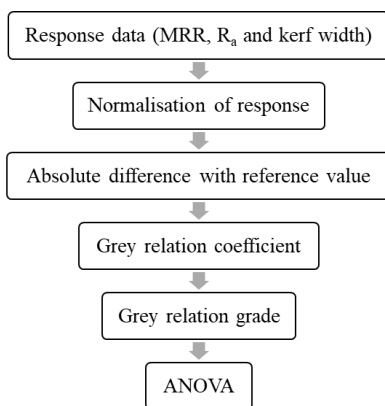 Response data (MRR, Rₐ and kerf width)
Normalisation of response
Absolute difference with reference value
Grey relation coefficient
Grey relation grade
ANOVA